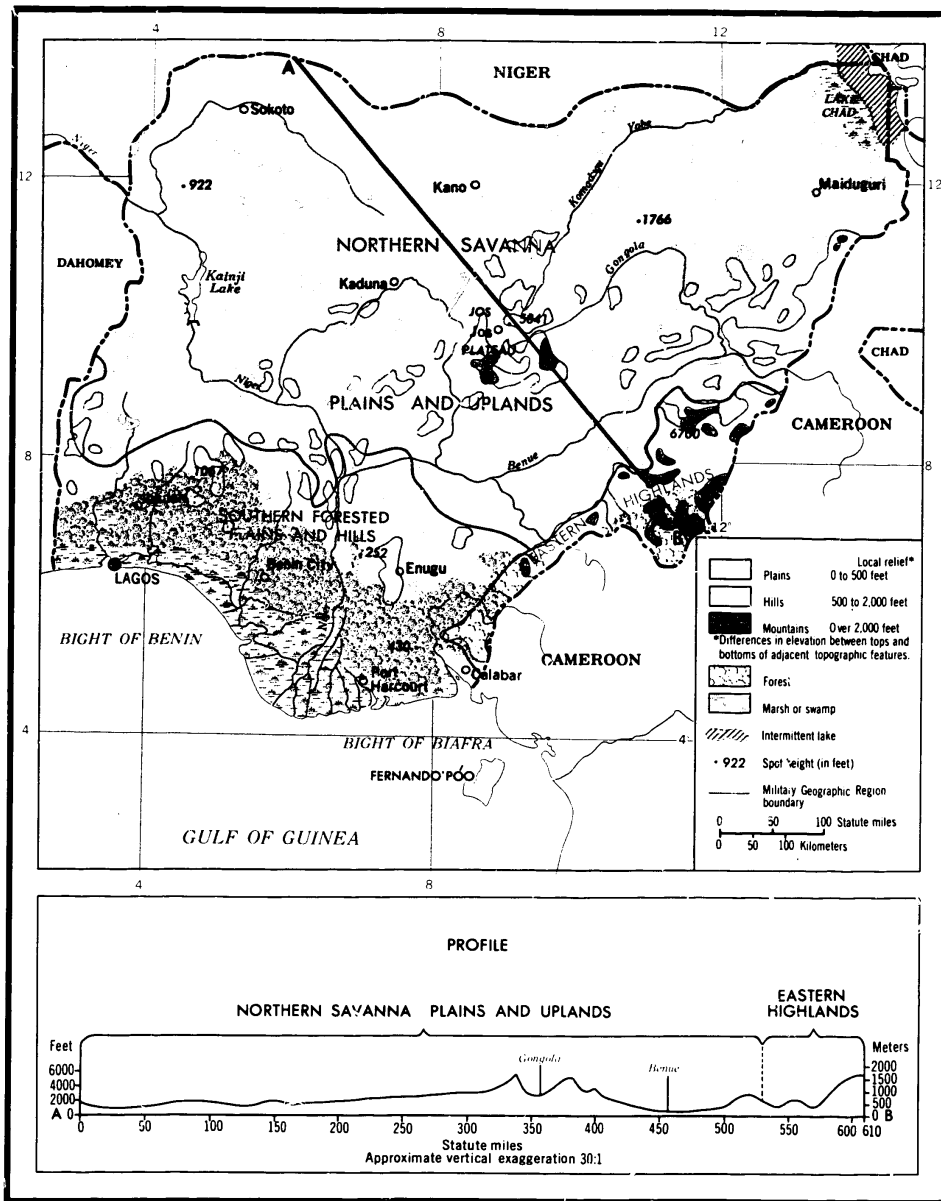 4
8
12
NIGER
CHAD
A
LAKE
CHAD
Sokoto
Niger
Yobe
12
922
Kano
Komadugu
Maiduguri
12
1766
NORTHERN SAVANNA
Gongola
DAHOMEY
Kainji
Lake
Kaduna
JOS
5841
Jos
PLATEAU
CHAD
Niger
PLAINS AND UPLANDS
CAMEROON
6700
8
Benue
8
HIGHLANDS
SOUTHERN FORESTED
PLAINS AND HILLS
EASTERN
12°
B
252
Benin City
Enugu
LAGOS
BIGHT OF BENIN
430
CAMEROON
Port
Harcourt
Calabar
4
BIGHT OF BIAFRA
4
FERNANDO POO
GULF OF GUINEA
4
8
Local relief*
Plains 0 to 500 feet
Hills 500 to 2,000 feet
Mountains Over 2,000 feet
*Differences in elevation between tops and
bottoms of adjacent topographic features.
Forest
Marsh or swamp
Intermittent lake
• 922 Spot height (in feet)
Military Geographic Region
boundary
0 50 100 Statute miles
0 50 100 Kilometers
PROFILE
NORTHERN SAVANNA PLAINS AND UPLANDS
EASTERN
HIGHLANDS
Feet
Gongola
Benue
Meters
6000
4000
2000
A 0
2000
1500
1000
500
0 B
0 50 100 150 200 250 300 350 400 450 500 550 600 610
Statute miles
Approximate vertical exaggeration 30:1